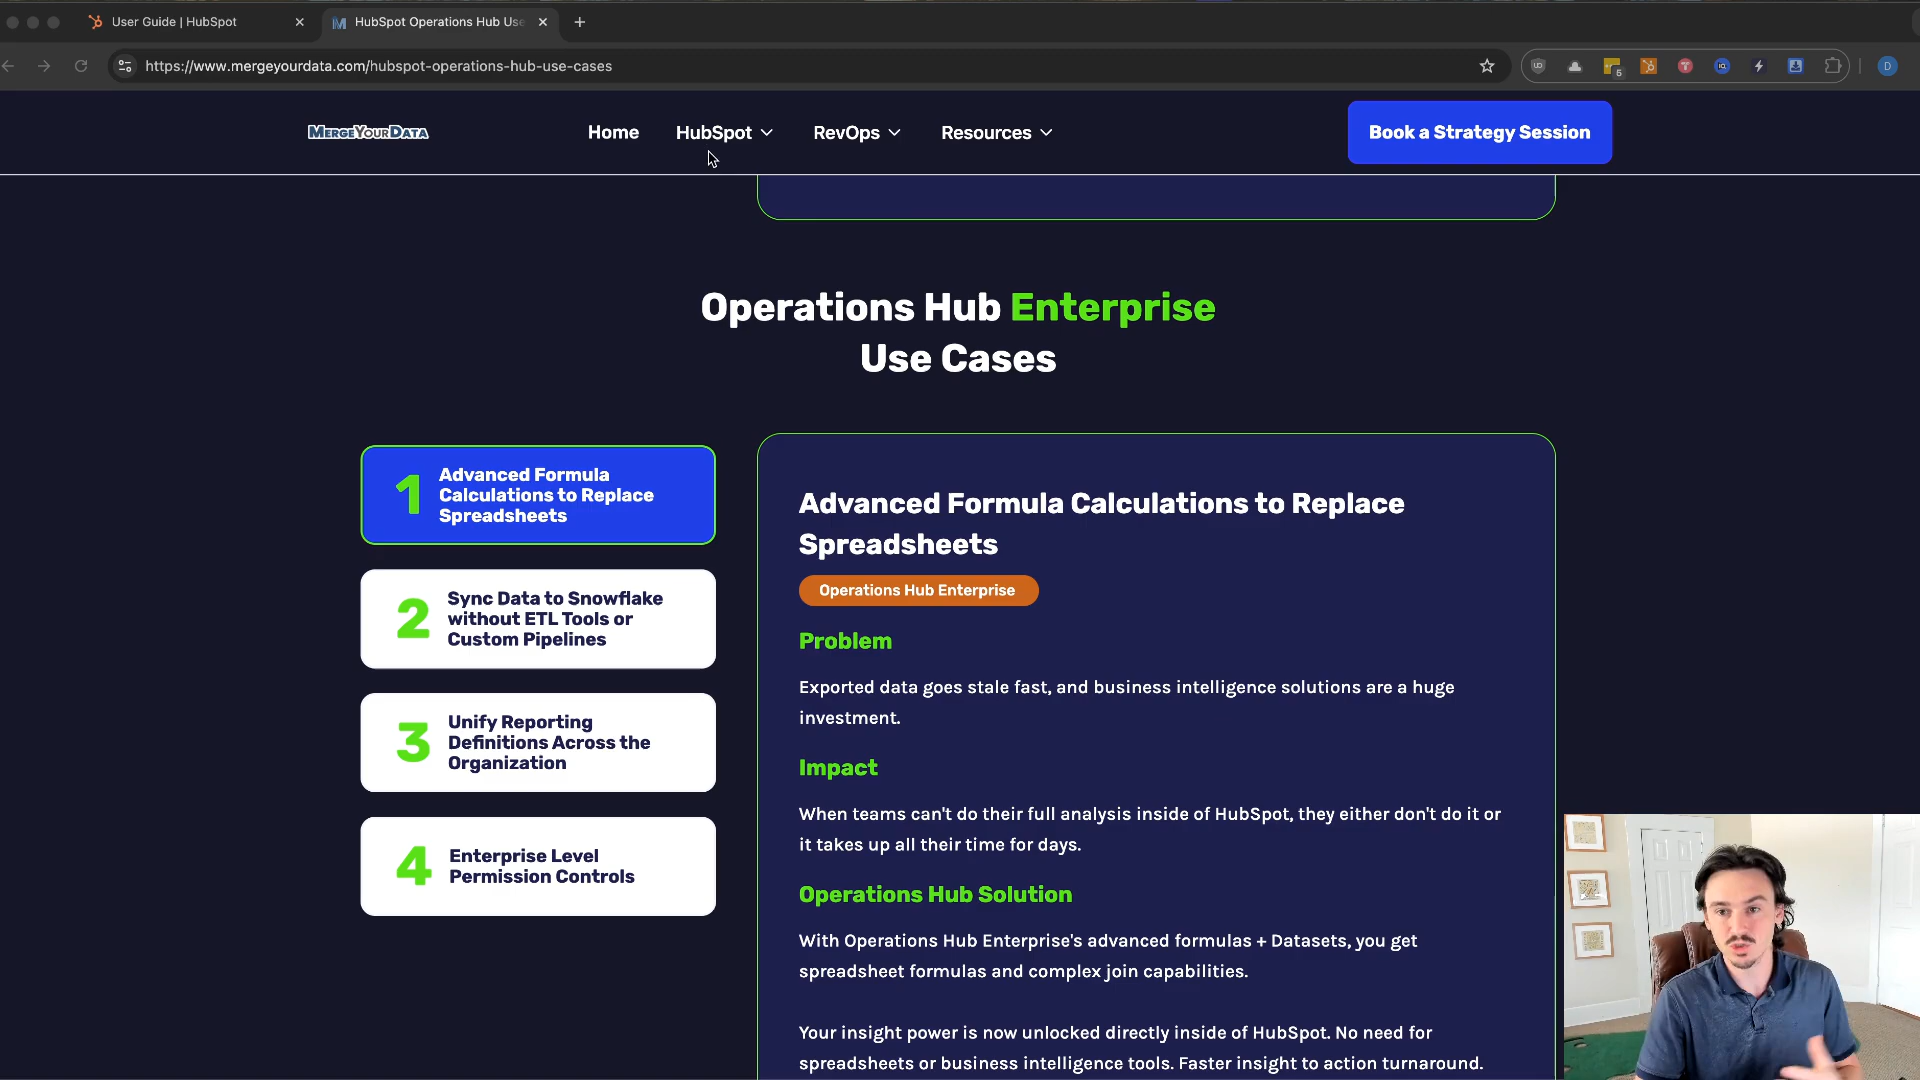 User Guide | HubSpot
HubSpot Operations Hub Use
https://www.mergeyourdata.com/hubspot-operations-hub-use-cases
5
D
MERGEYOURDATA
Home
HubSpot
RevOps
Resources
Book a Strategy Session
Operations Hub Enterprise
Use Cases
1
Advanced Formula
Calculations to Replace
Spreadsheets
2
Sync Data to Snowflake
without ETL Tools or
Custom Pipelines
3
Unify Reporting
Definitions Across the
Organization
4
Enterprise Level
Permission Controls
Advanced Formula Calculations to Replace
Spreadsheets
Operations Hub Enterprise
Problem
Exported data goes stale fast, and business intelligence solutions are a huge
investment.
Impact
When teams can't do their full analysis inside of HubSpot, they either don't do it or
it takes up all their time for days.
Operations Hub Solution
With Operations Hub Enterprise's advanced formulas + Datasets, you get
spreadsheet formulas and complex join capabilities.
Your insight power is now unlocked directly inside of HubSpot. No need for
spreadsheets or business intelligence tools. Faster insight to action turnaround.